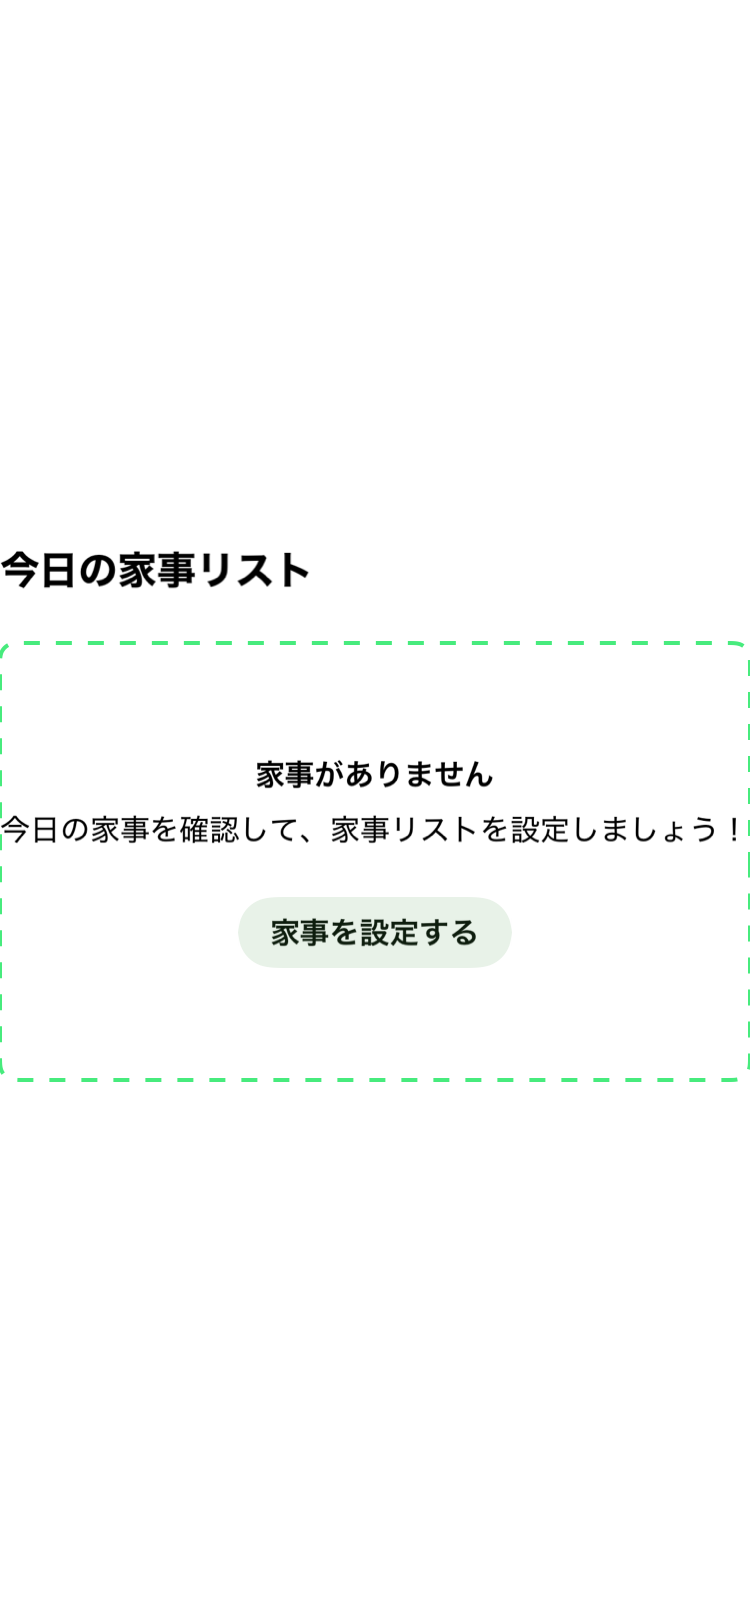 今日の家事リスト
家事がありません
今日の家事を確認して、家事リストを設定しましょう！
家事を設定する